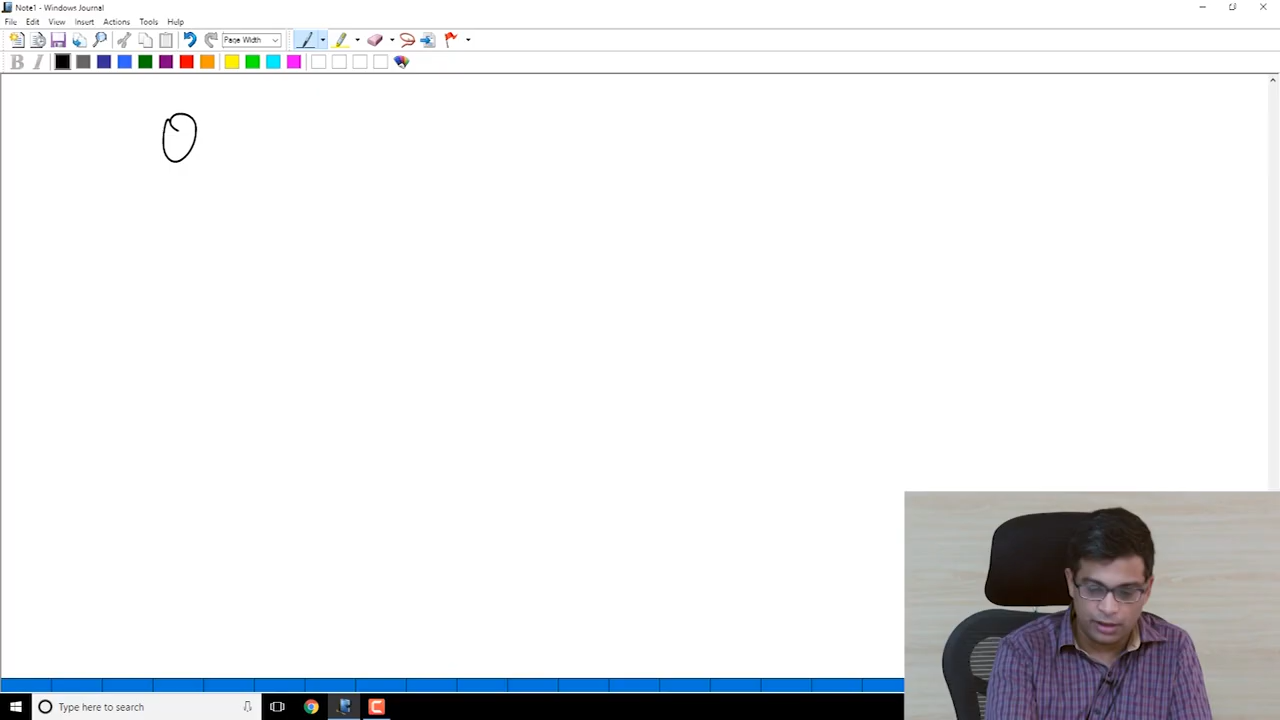 Note1 - Windows Journal
File Edit View Insert Actions Tools Help
Page Width
B I
O
Type here to search